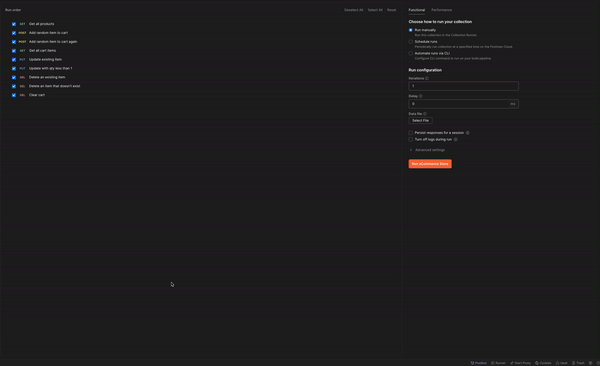 Run order
Deselect All Select All Reset
GET Get all products
POST Add random item to cart
POST Add random item to cart again
GET Get all cart items
PUT Update existing item
PUT Update with qty less than 1
DEL Delete an existing item
DEL Delete an item that doesn't exist
DEL Clear cart
Functional Performance
Choose how to run your collection
Run manually
Run this collection in the Collection Runner.
Schedule runs
Periodically run collection at a specified time on the Postman Cloud.
Automate runs via CLI
Configure CLI command to run on your build pipeline.
Run configuration
Iterations
1
Delay
0 ms
Data file
Select File
Persist responses for a session
Turn off logs during run
Advanced settings
Run eCommerce
Postbot Runner Start Proxy Cookies Vault Trash